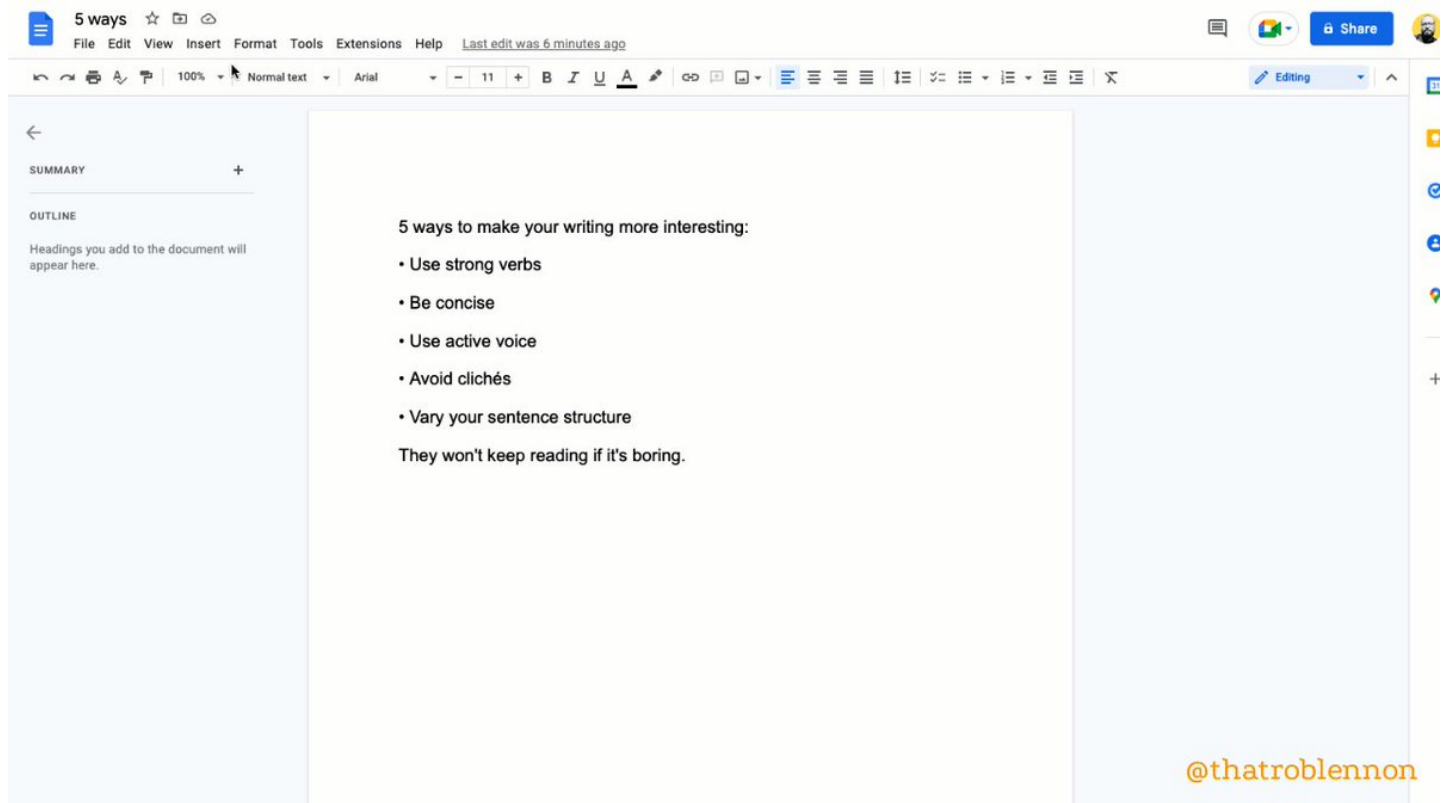 5 ways
File Edit View Insert Format Tools Extensions Help Last edit was 6 minutes ago
Share
100% Normal text Arial − 11 + B I U A Editing
31
SUMMARY +
OUTLINE
Headings you add to the document will
appear here.
5 ways to make your writing more interesting:
• Use strong verbs
• Be concise
• Use active voice
• Avoid clichés
• Vary your sentence structure
They won't keep reading if it's boring.
@thatroblennon